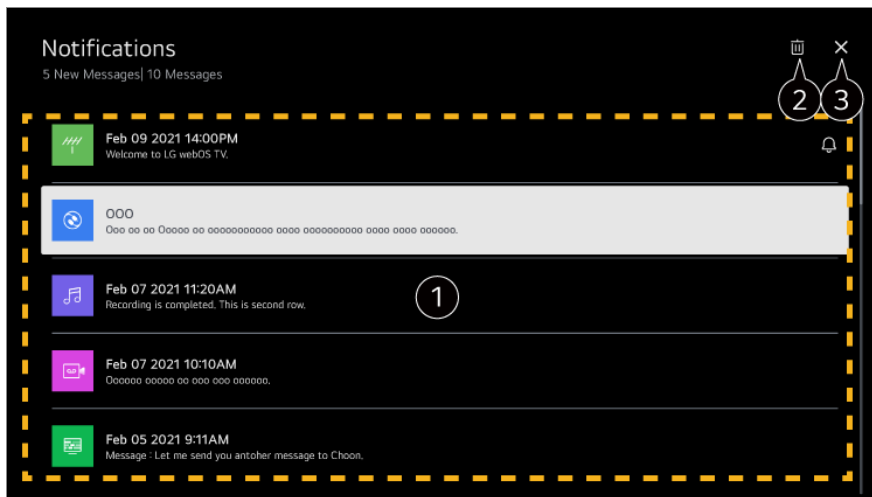 Notifications
5 New Messages| 10 Messages
2 3
Feb 09 2021 14:00PM
Welcome to LG webOS TV.
OOO
Ooo oo oo Ooooo oo ooooooooooo oooo oooooooooo oooo oooo oooooo.
Feb 07 2021 11:20AM
Recording is completed. This is second row.
1
Feb 07 2021 10:10AM
Oooooo ooooo oo ooo ooo oooooo.
Feb 05 2021 9:11AM
Message : Let me send you antoher message to Choon.